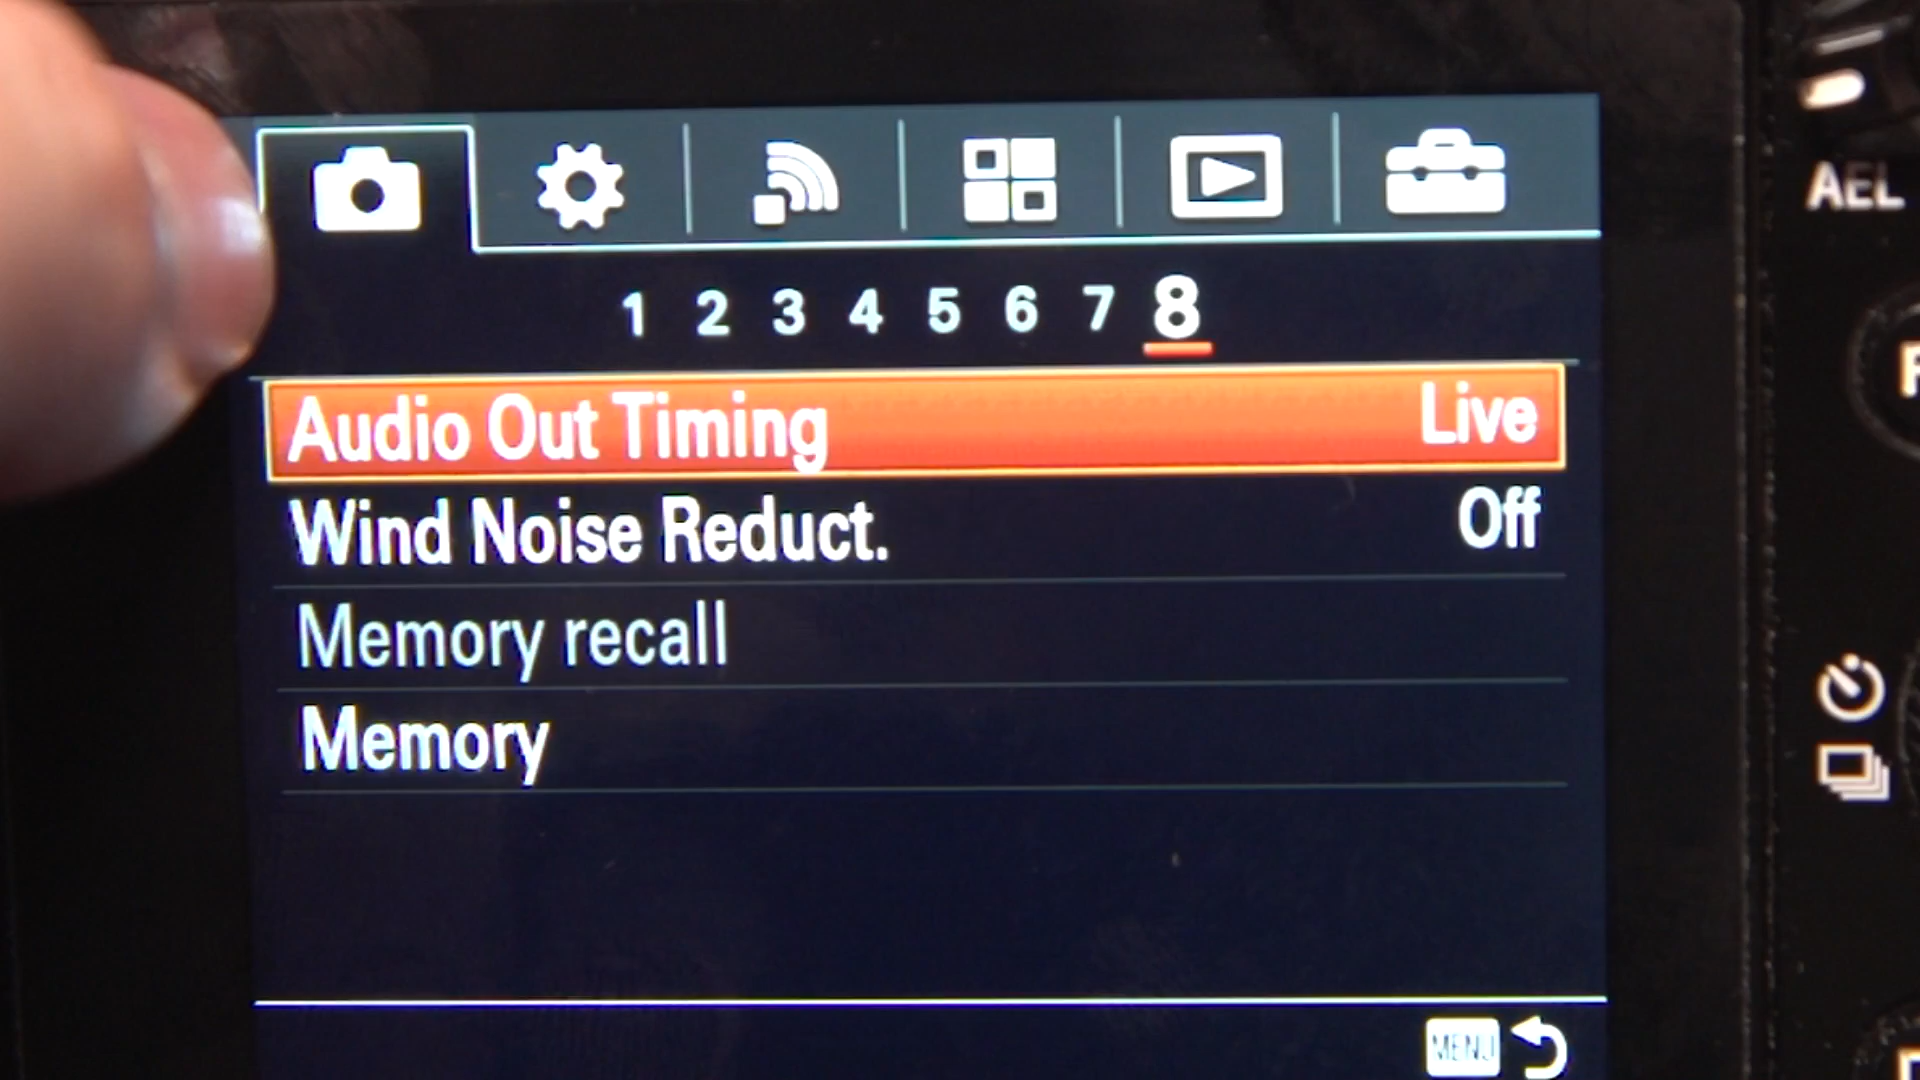 AEL
1 2 3 4 5 6 7 8
Audio Out Timing Live
Wind Noise Reduct. Off
Memory recall
Memory
MENU